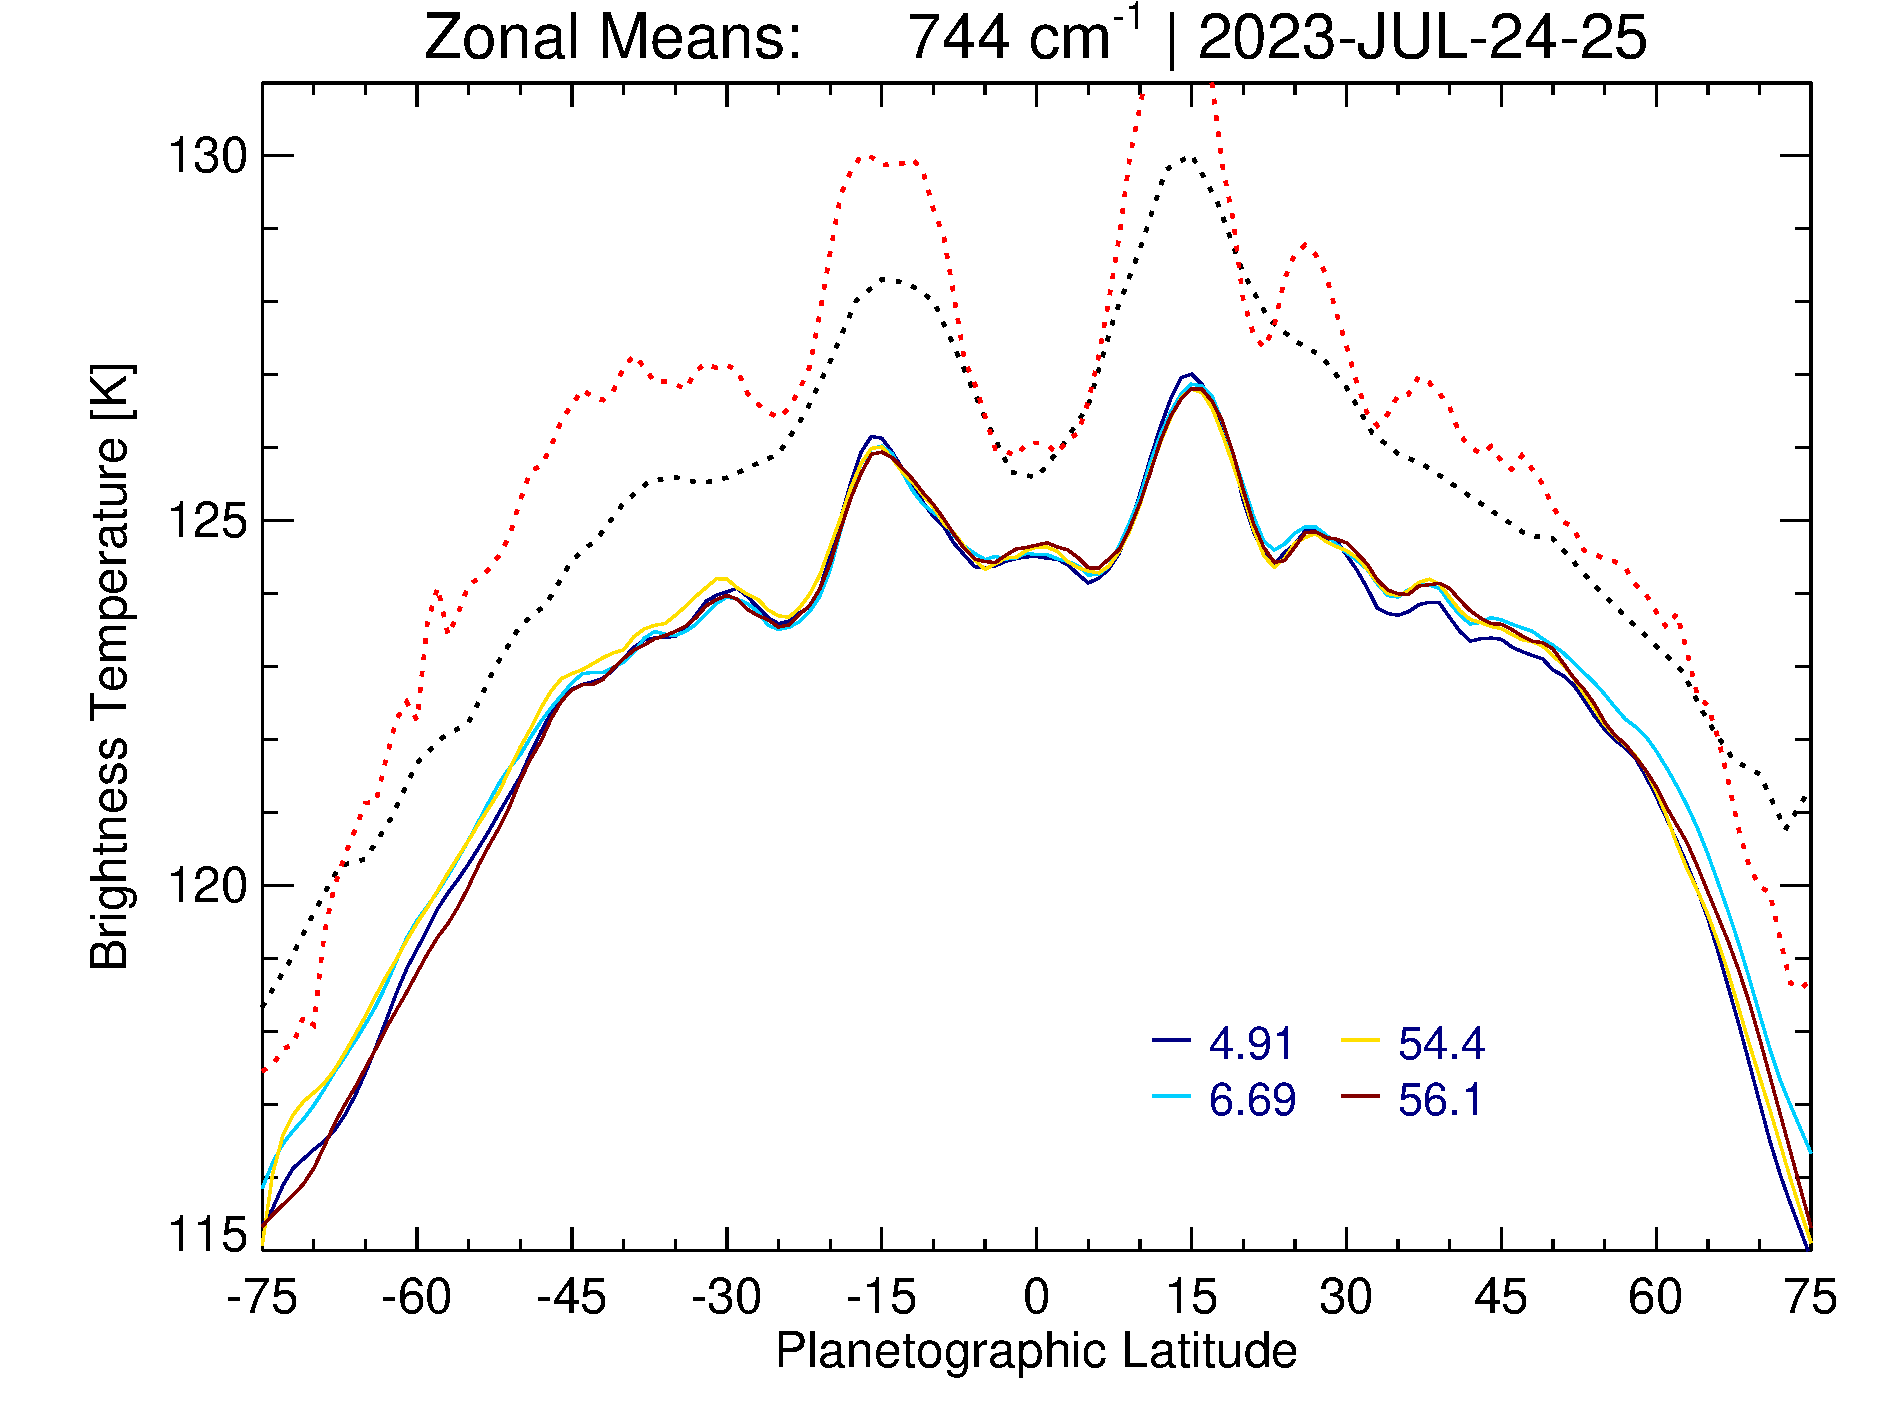 Zonal Means: 744 cm⁻¹ | 2023-JUL-24-25
Brightness Temperature [K]
130
125
120
115
4.91 54.4
6.69 56.1
-75 -60 -45 -30 -15 0 15 30 45 60 75
Planetographic Latitude